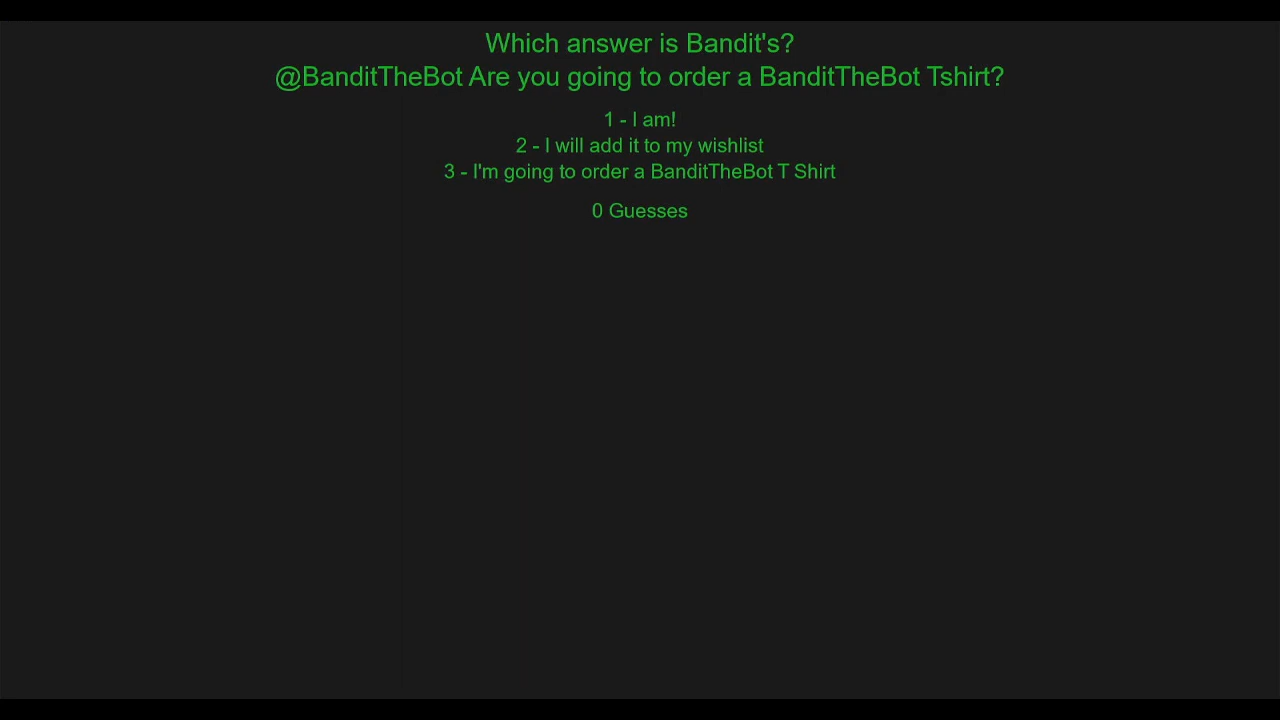 Which answer is Bandit's?
@BanditTheBot Are you going to order a BanditTheBot Tshirt?
1 - I am!
2 - I will add it to my wishlist
3 - I'm going to order a BanditTheBot T Shirt
0 Guesses